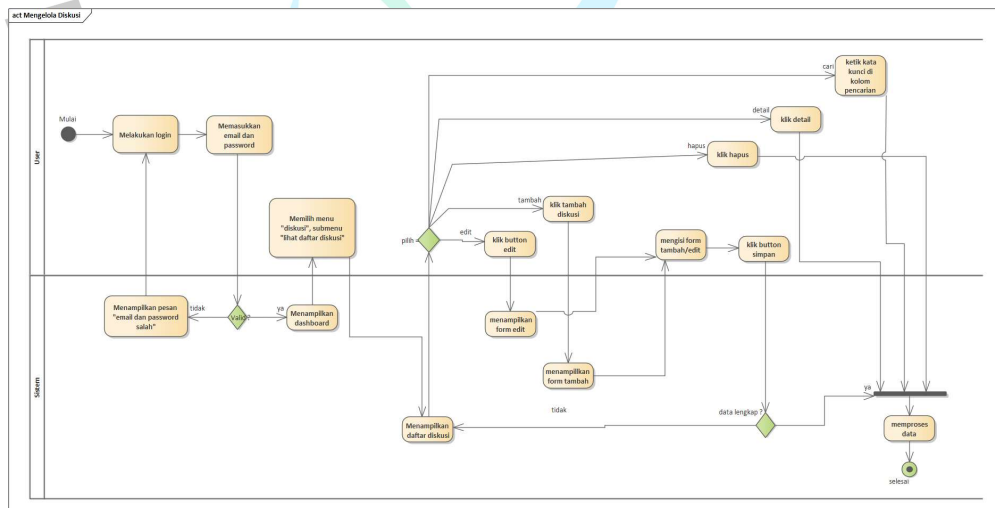 act Mengelola Diskusi
User
Mulai
Melakukan login
Memasukkan
email dan
password
Memilih menu
"diskusi", submenu
"lihat daftar diskusi"
pilih
cari
ketik kata
kunci di
kolom
pencarian
detail
klik detail
hapus
klik hapus
tambah
klik tambah
diskusi
edit
klik button
edit
mengisi form
tambah/edit
klik button
simpan
Sistem
Menampilkan pesan
"email dan password
salah"
tidak
Valid ?
ya
Menampilkan
dashboard
menampilkan
form edit
menampilkan
form tambah
Menampilkan
daftar diskusi
tidak
data lengkap ?
ya
memproses
data
selesai